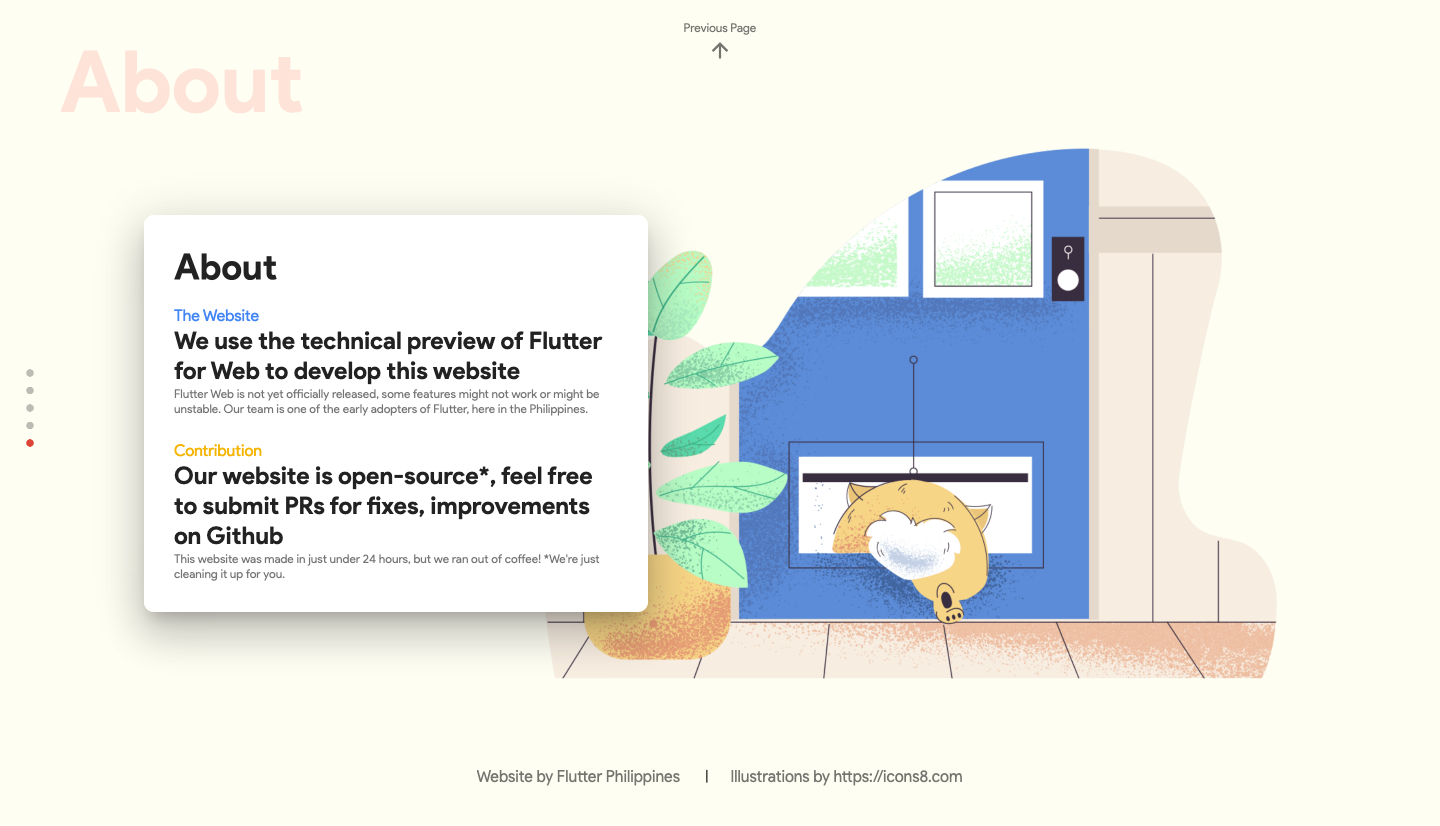 Previous Page
About
About
The Website
We use the technical preview of Flutter
for Web to develop this website
Flutter Web is not yet officially released, some features might not work or might be
unstable. Our team is one of the early adopters of Flutter, here in the Philippines.
Contribution
Our website is open-source*, feel free
to submit PRs for fixes, improvements
on Github
This website was made in just under 24 hours, but we ran out of coffee! *We're just
cleaning it up for you.
Website by Flutter Philippines | Illustrations by https://icons8.com